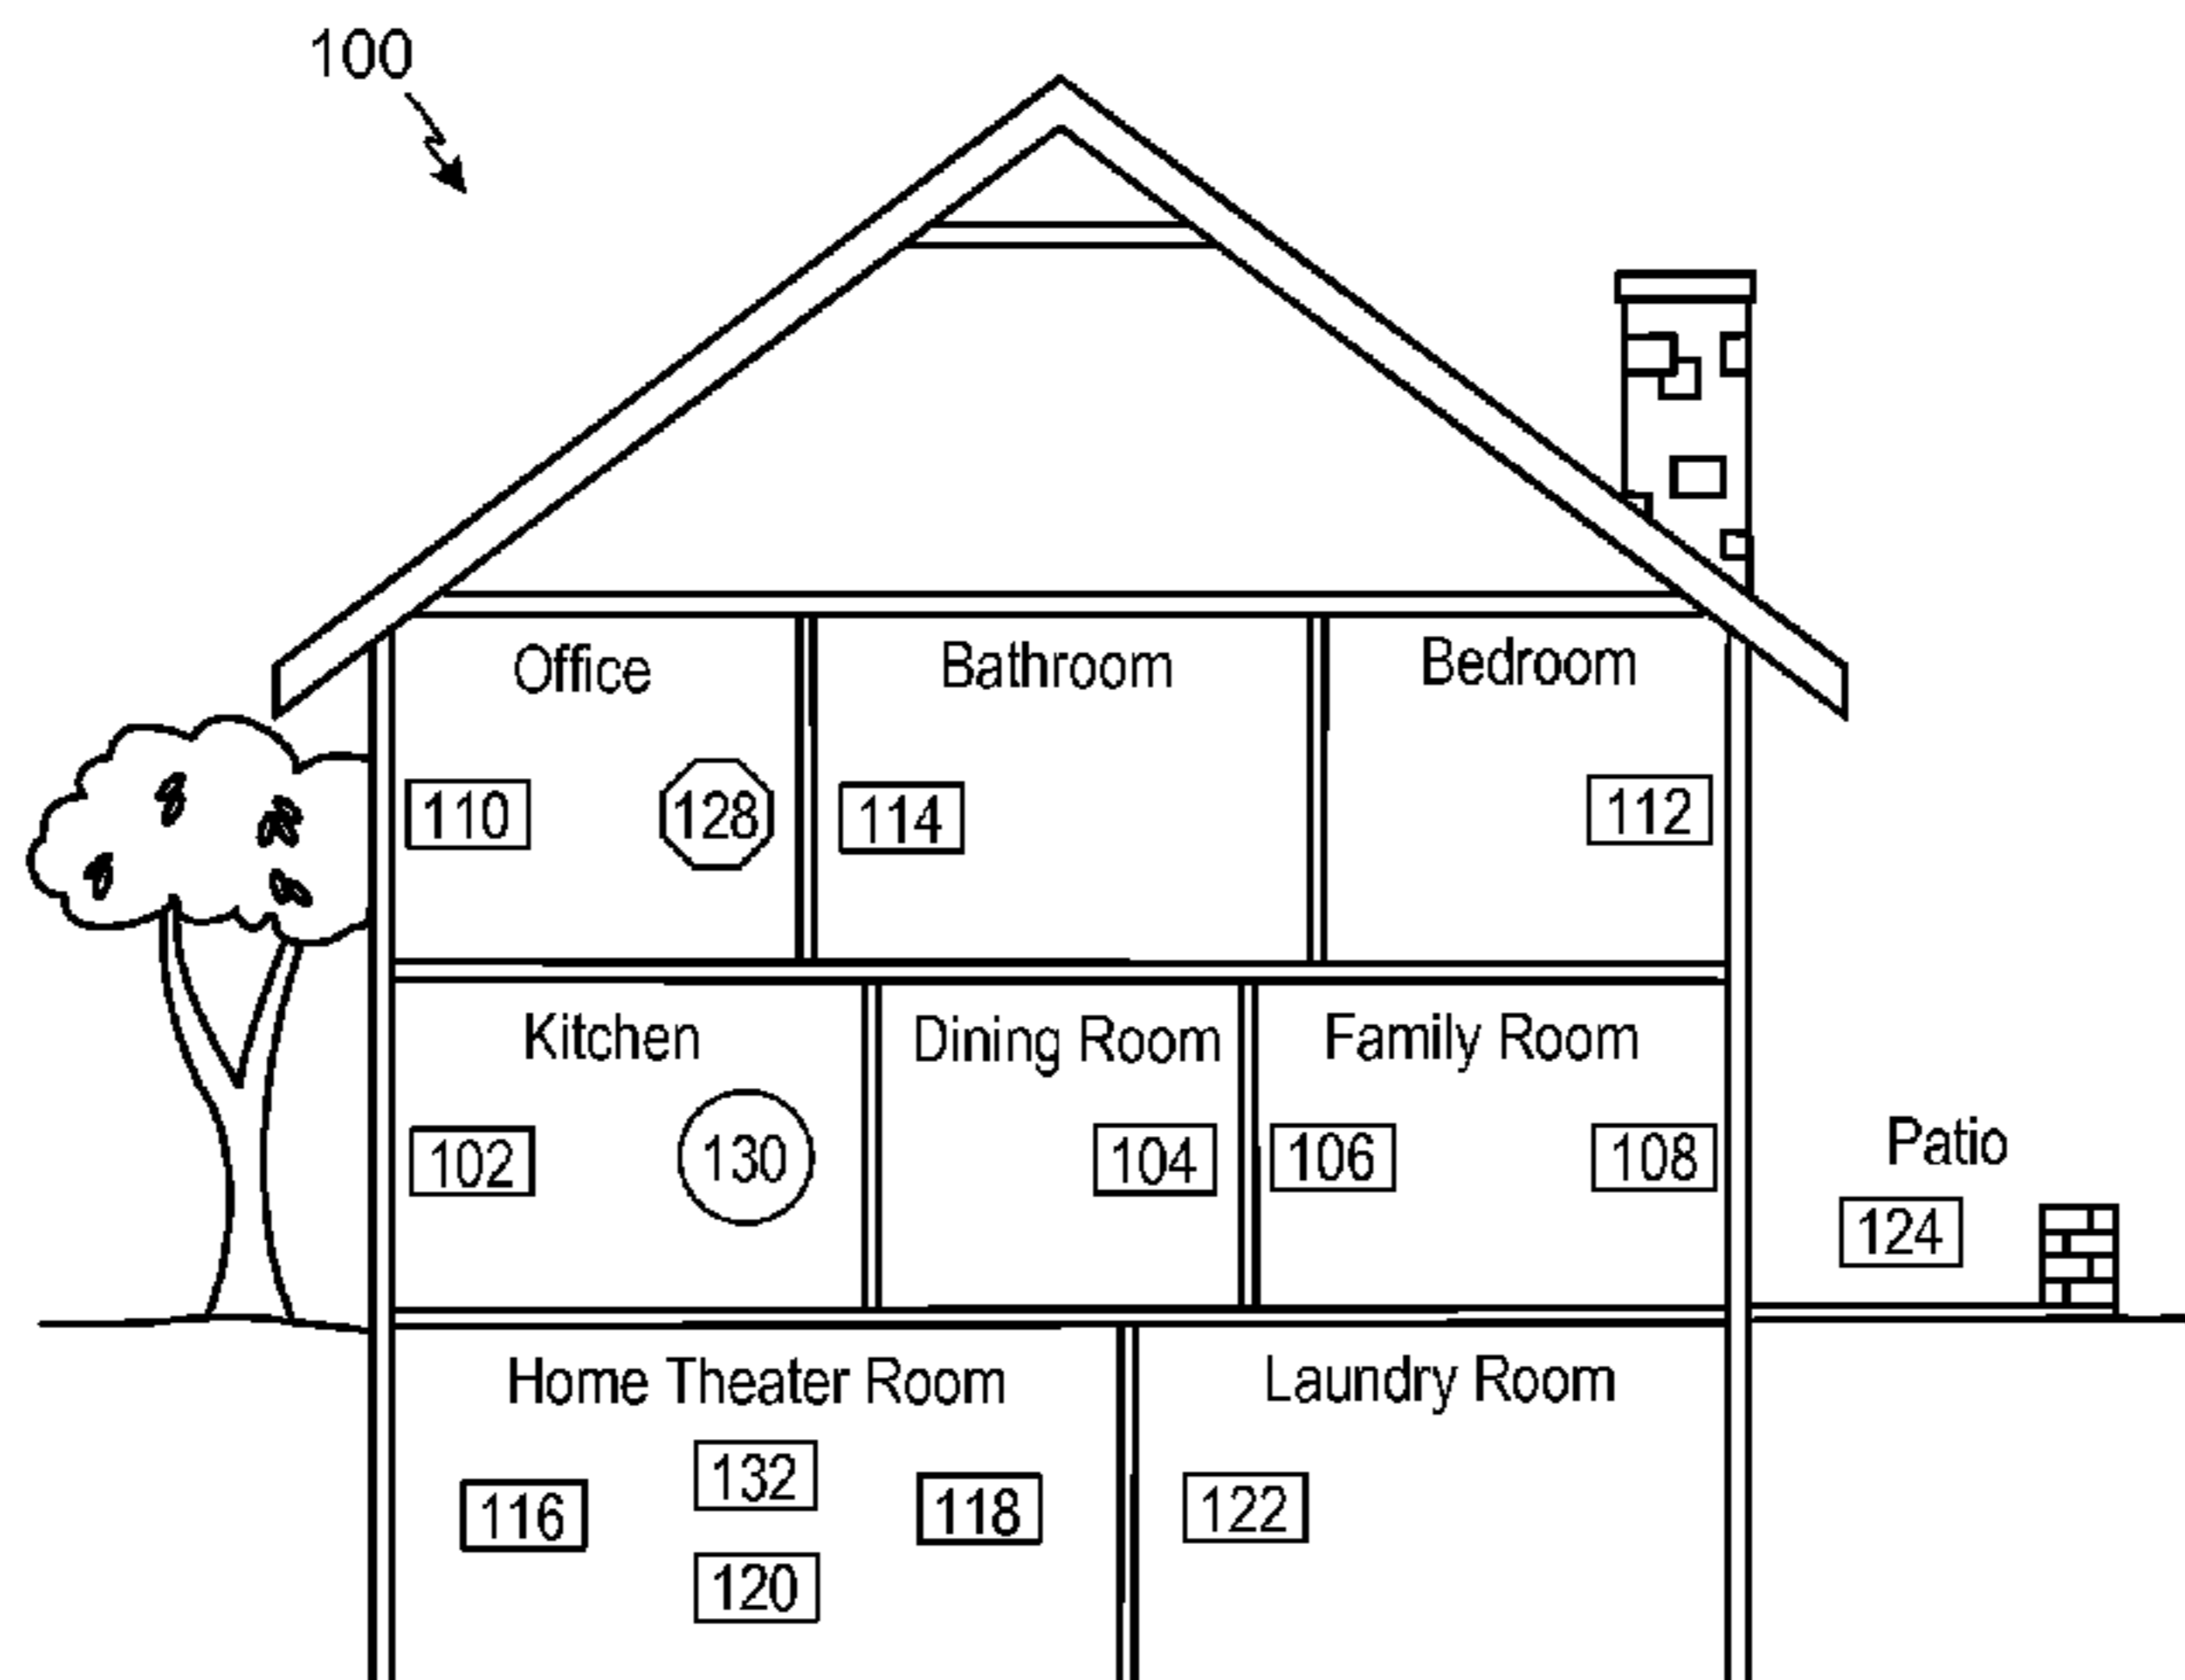 100
Office
Bathroom
Bedroom
110
128
114
112
Kitchen
Dining Room
Family Room
102
130
104
106
108
Patio
124
Home Theater Room
Laundry Room
116
132
118
120
122